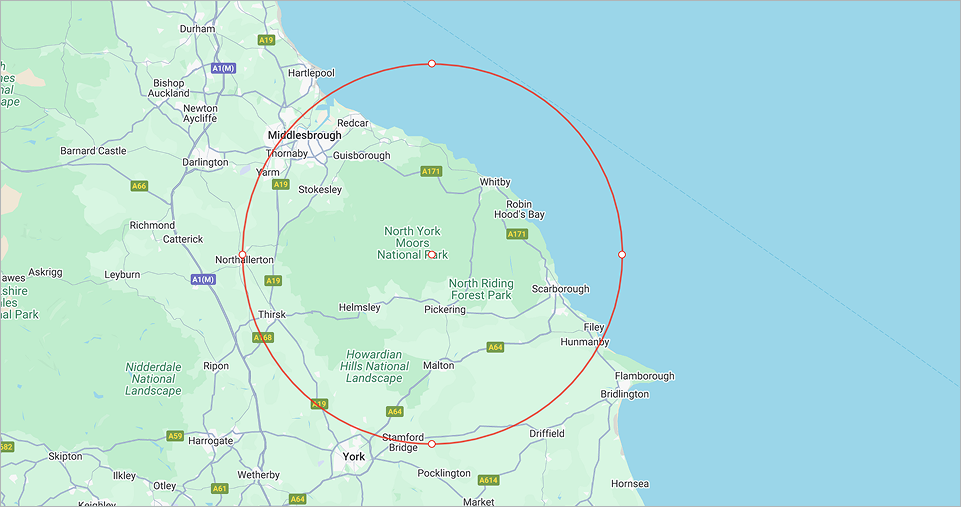 Durham
A19
A1(M)
Hartlepool
Bishop
Auckland
Newton
Aycliffe
Redcar
Middlesbrough
Barnard Castle
Darlington
Thornaby
Guisborough
Yarm
A171
A66
A19
Stokesley
Whitby
Robin
Hood's Bay
Richmond
Catterick
North York
Moors
National Park
A171
Northallerton
Askrigg
Leyburn
A1(M)
A19
North Riding
Forest Park
Scarborough
awes
shire
les
al Park
Thirsk
Helmsley
Pickering
Filey
Hunmanby
A168
A64
Howardian
Hills National
Landscape
Malton
Ripon
Nidderdale
National
Landscape
Flamborough
Bridlington
A19
A64
A59
Harrogate
Stamford
Bridge
Driffield
582
Skipton
York
Ilkley
Wetherby
Pocklington
A614
Otley
A61
A64
Hornsea
Keighley
Market